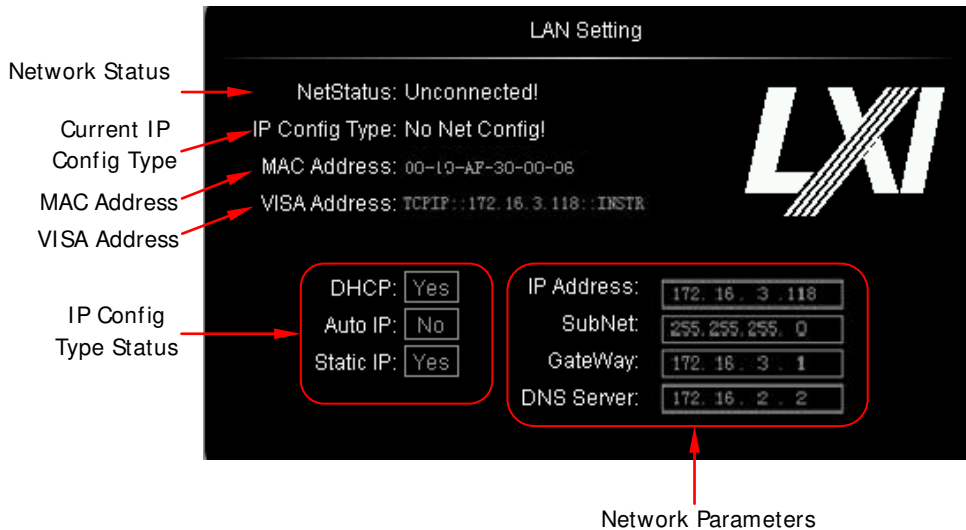 LAN Setting
Network Status
NetStatus: Unconnected!
Current IP
Config Type
IP Config Type: No Net Config!
MAC Address
MAC Address: 00-19-AF-30-00-06
VISA Address
VISA Address: TCPIP::172.16.3.118::INSTR
LXI
IP Config
Type Status
DHCP: Yes
Auto IP: No
Static IP: Yes
IP Address: 172. 16 . 3 .118
SubNet: 255.255.255. 0
GateWay: 172. 16 . 3 . 1
DNS Server: 172. 16 . 2 . 2
Network Parameters